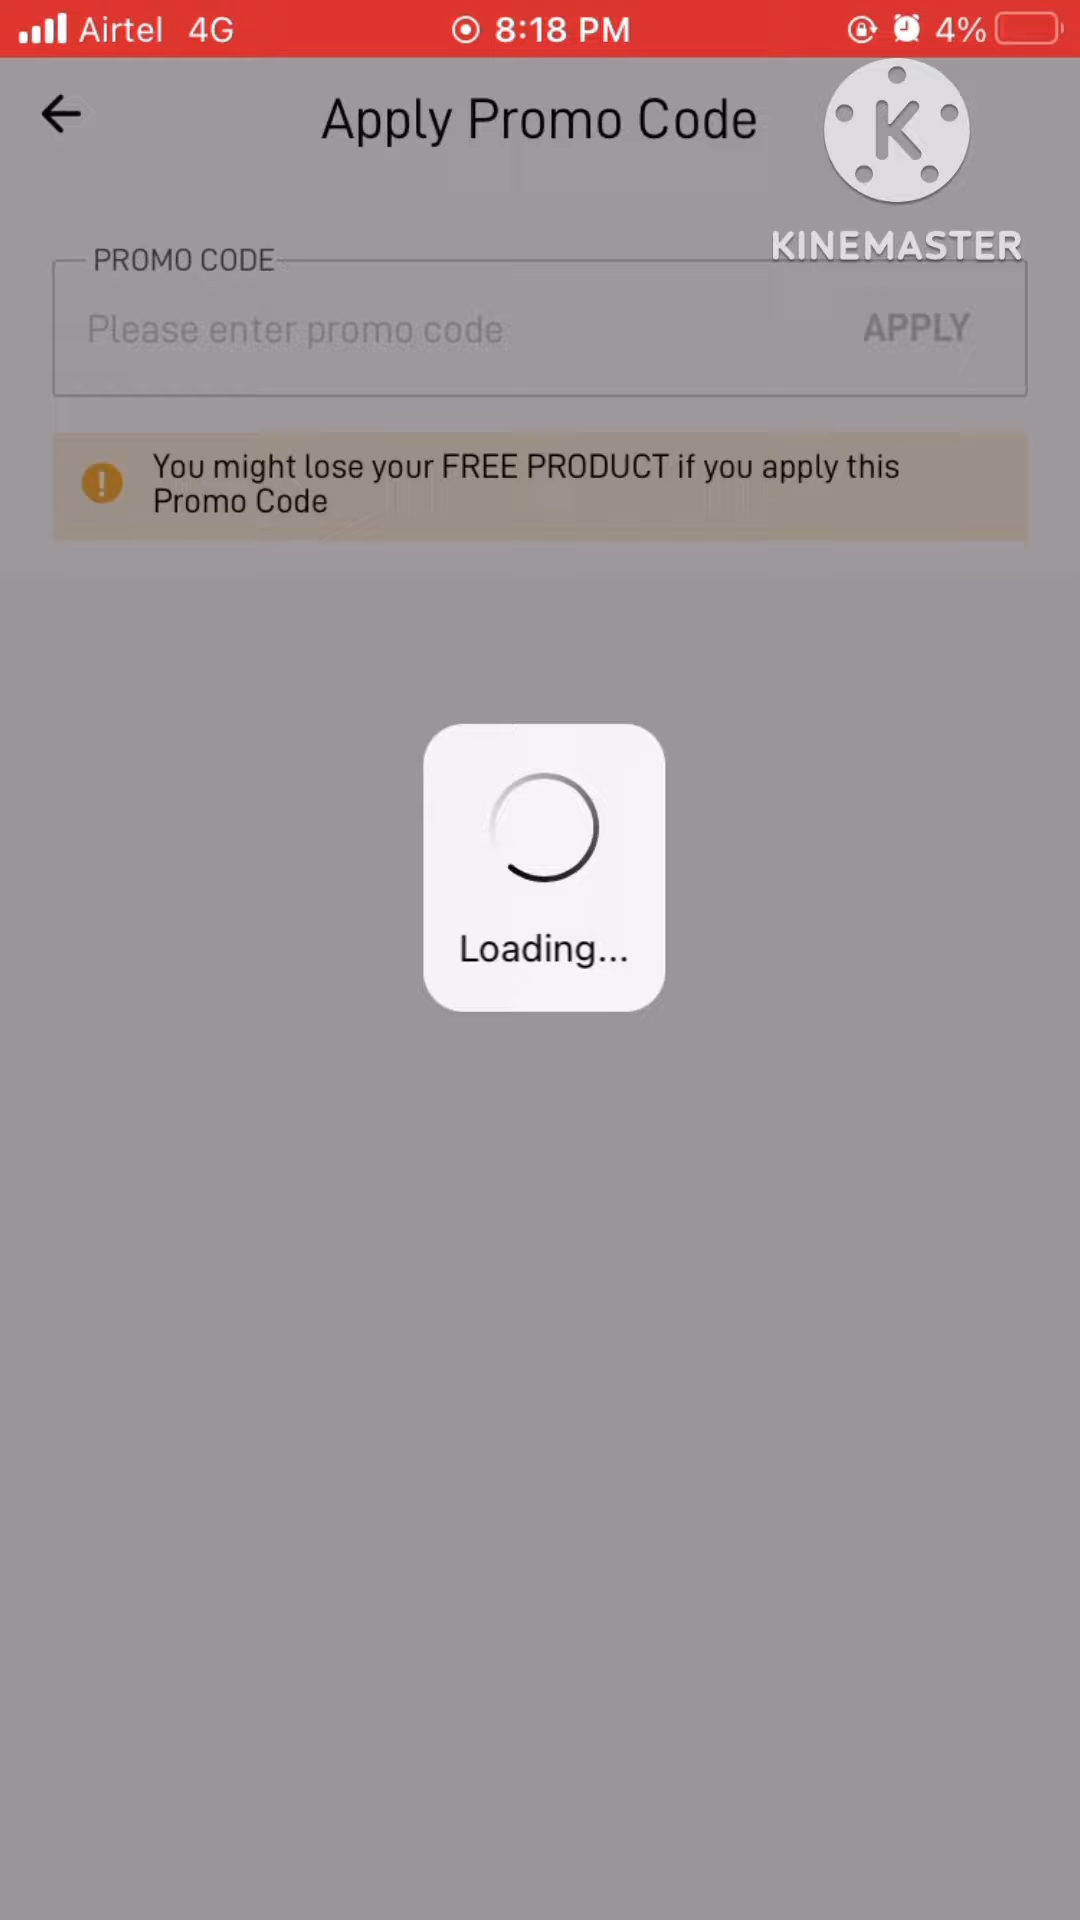 Airtel 4G 8:18 PM 4%
Apply Promo Code
K
KINEMASTER
PROMO CODE
Please enter promo code APPLY
You might lose your FREE PRODUCT if you apply this
Promo Code
Loading...